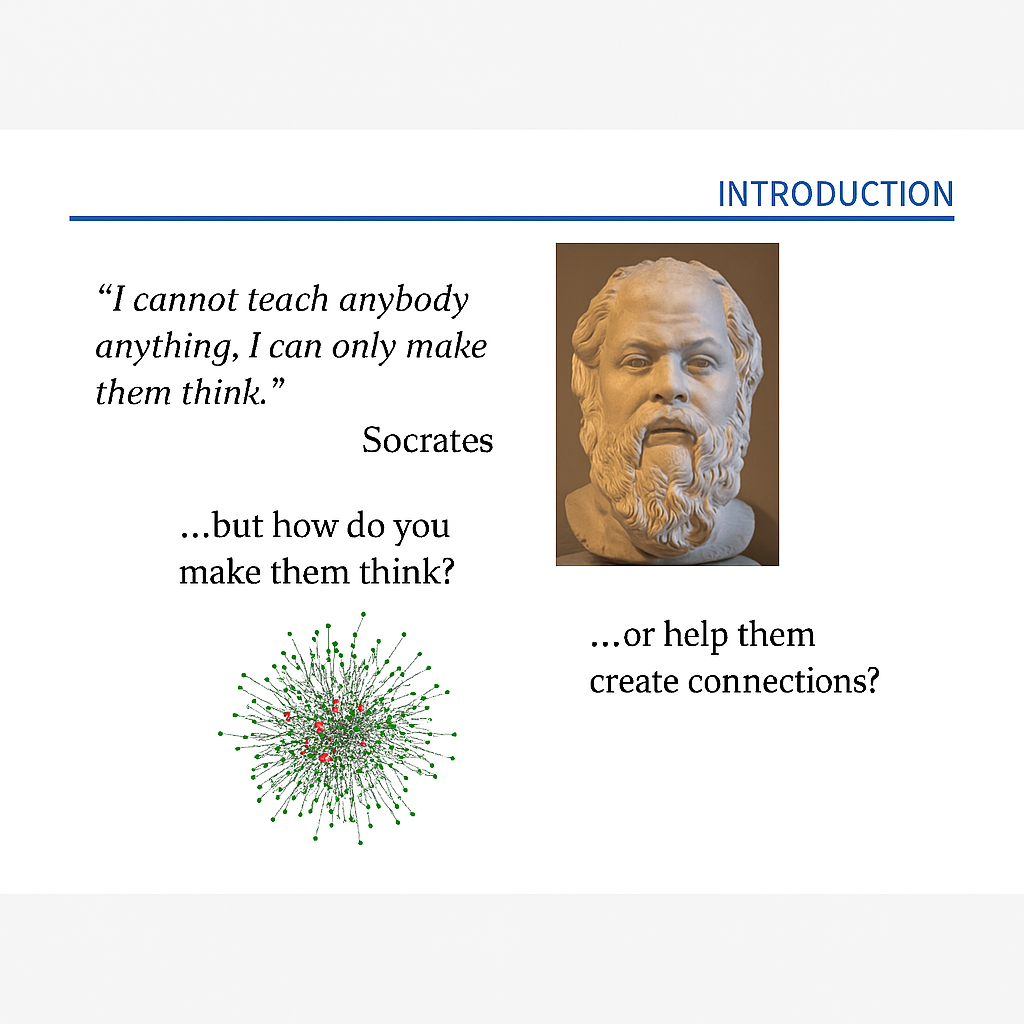 INTRODUCTION
“I cannot teach anybody
anything, I can only make
them think.”
Socrates
…but how do you
make them think?
…or help them
create connections?